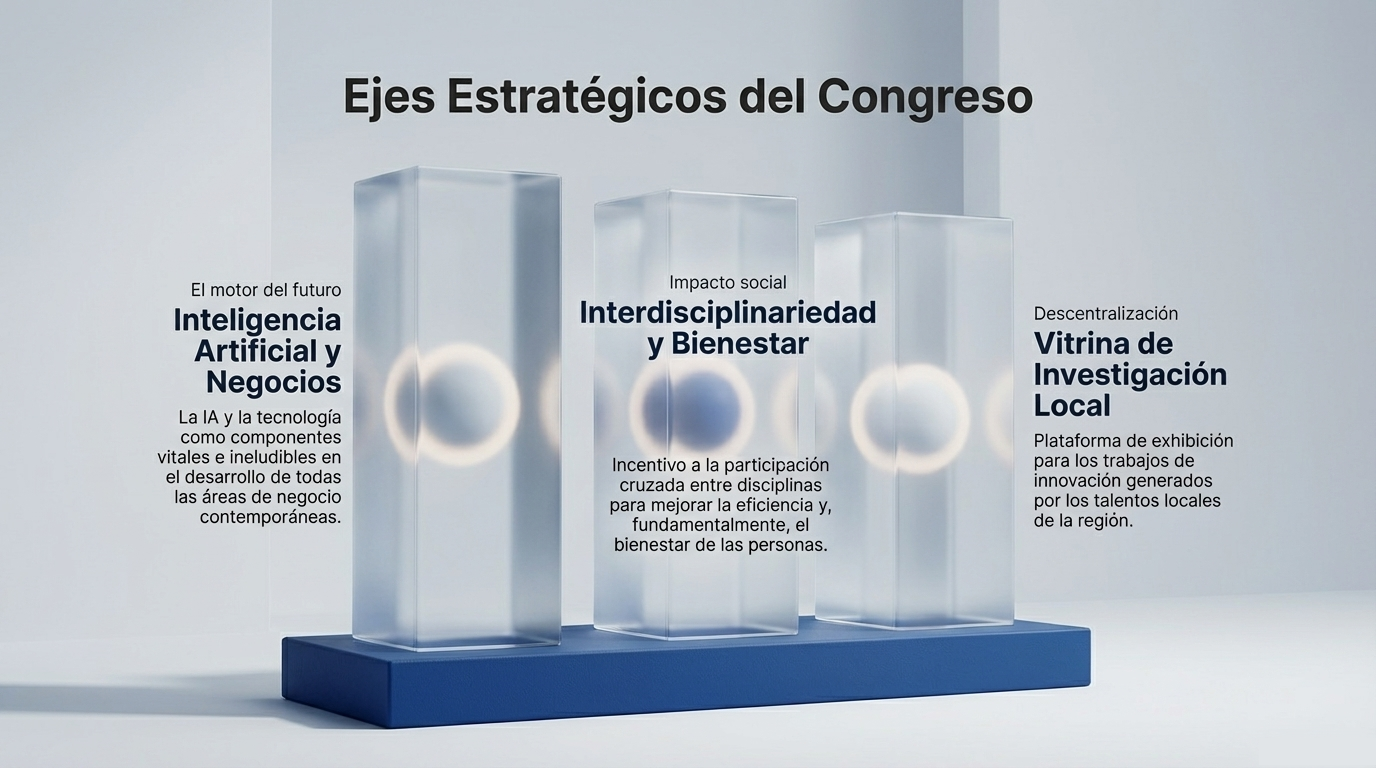 Ejes Estratégicos del Congreso
El motor del futuro
Inteligencia
Artificial y
Negocios
La IA y la tecnología
como componentes
vitales e ineludibles en
el desarrollo de todas
las áreas de negocio
contemporáneas.
Impacto social
Interdisciplinariedad
y Bienestar
Incentivo a la participación
cruzada entre disciplinas
para mejorar la eficiencia y,
fundamentalmente, el
bienestar de las personas.
Descentralización
Vitrina de
Investigación
Local
Plataforma de exhibición
para los trabajos de
innovación generados
por los talentos locales
de la región.